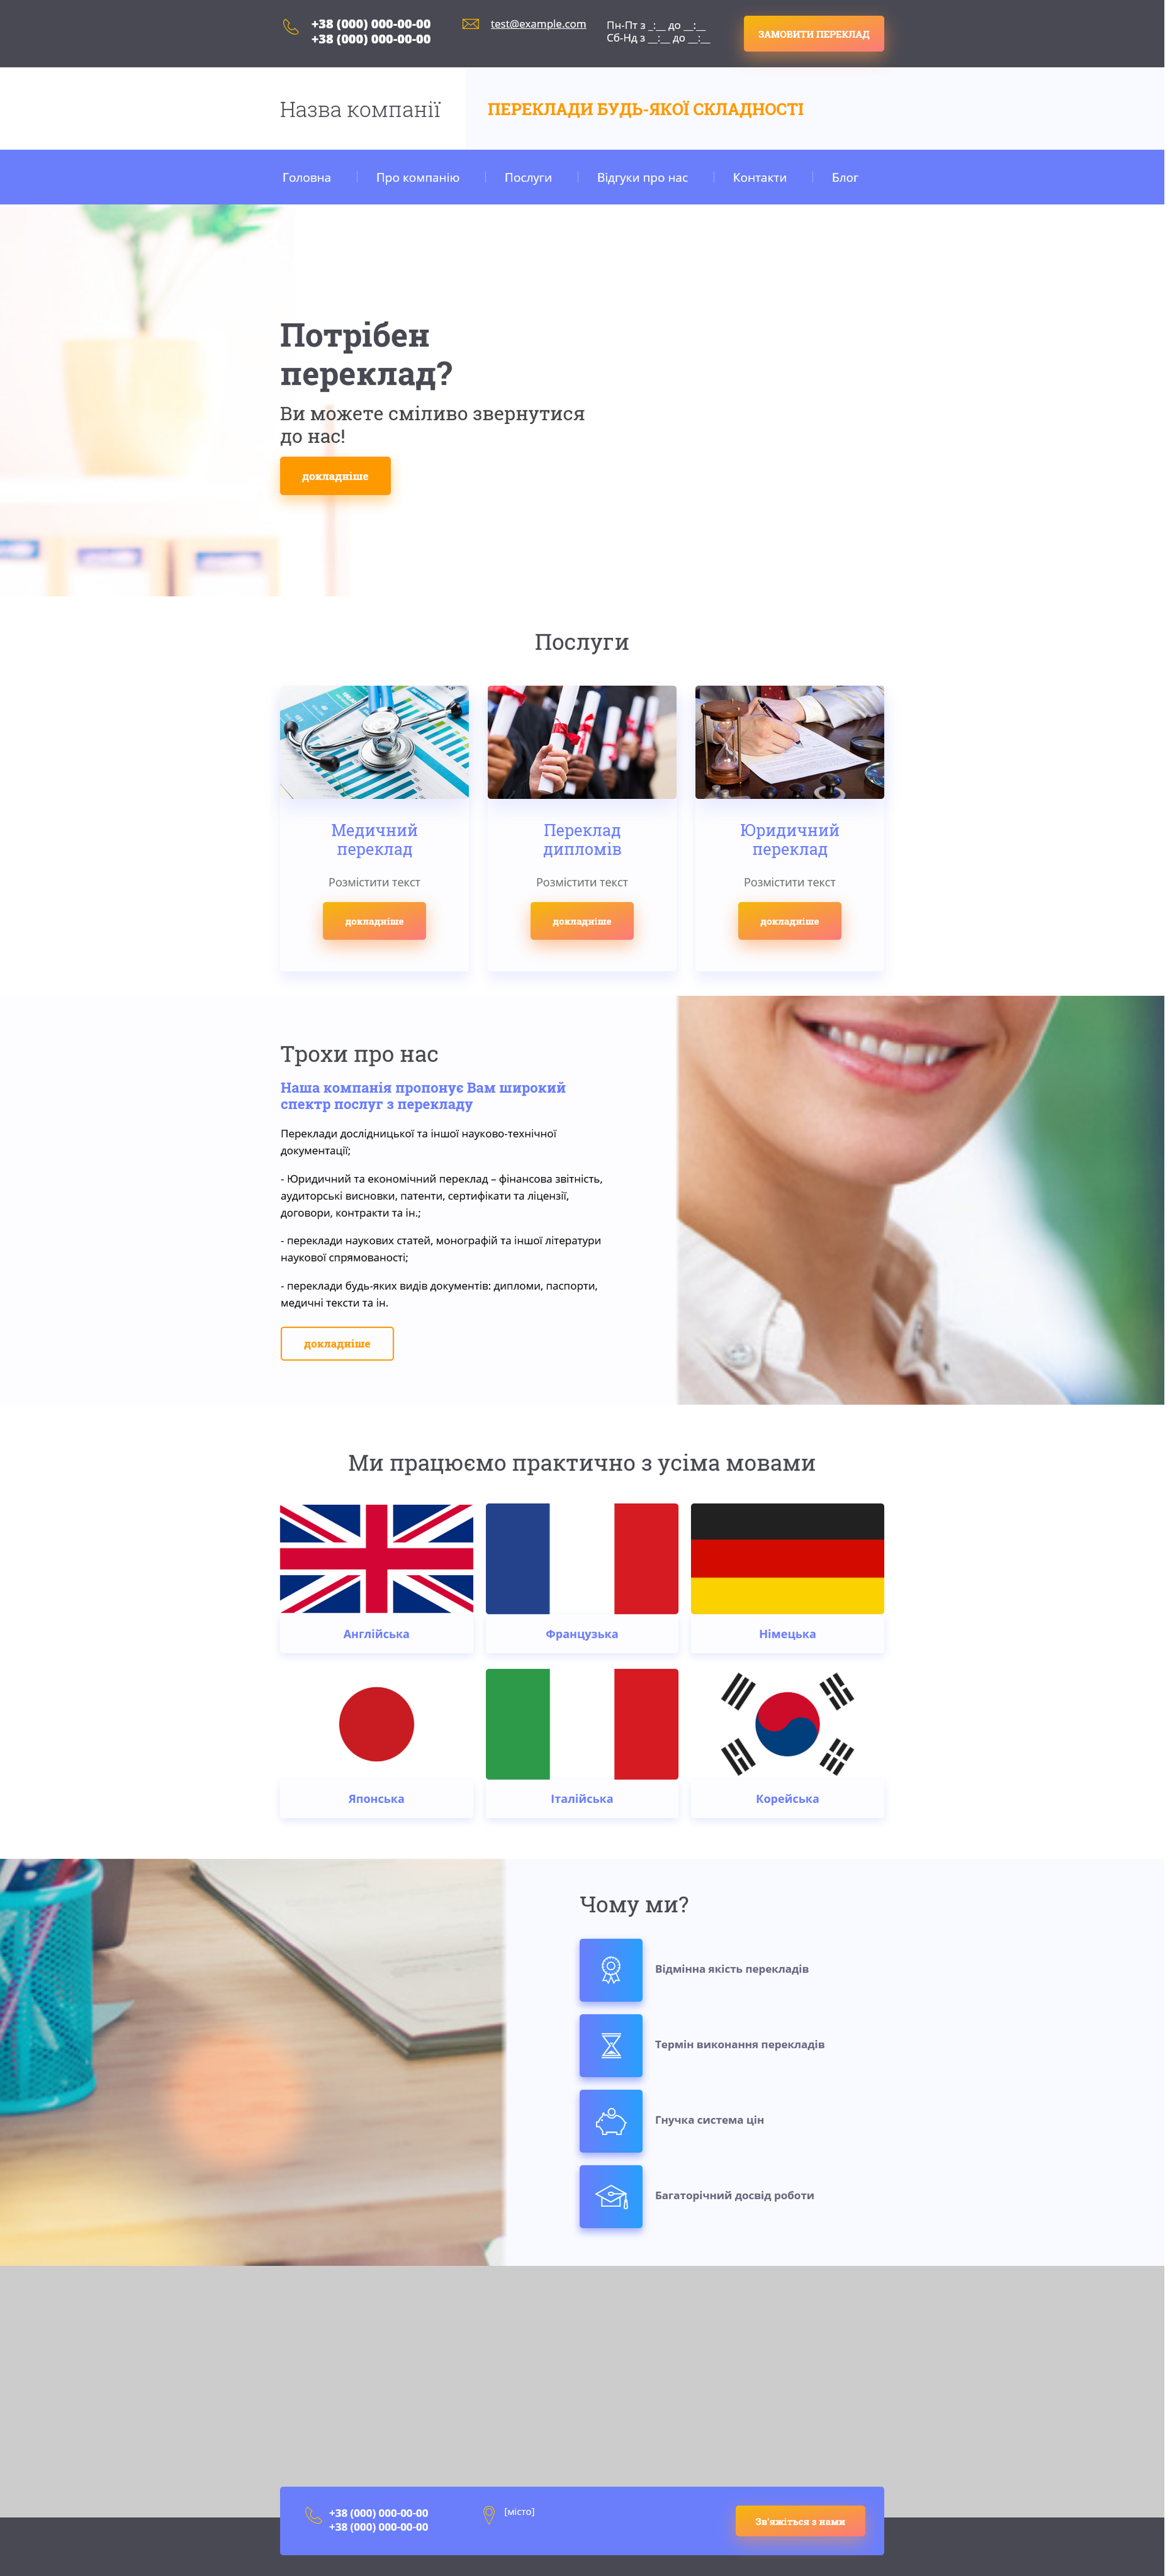 +38 (000) 000-00-00
+38 (000) 000-00-00
test@example.com
Пн-Пт з _:__ до __:__
Сб-Нд з __:__ до __:__
ЗАМОВИТИ ПЕРЕКЛАД
Назва компанії
ПЕРЕКЛАДИ БУДЬ-ЯКОЇ СКЛАДНОСТІ
Головна
Про компанію
Послуги
Відгуки про нас
Контакти
Блог
Потрібен
переклад?
Ви можете сміливо звернутися
до нас!
докладніше
Послуги
Медичний
переклад
Розмістити текст
докладніше
Переклад
дипломів
Розмістити текст
докладніше
Юридичний
переклад
Розмістити текст
докладніше
Трохи про нас
Наша компанія пропонує Вам широкий
спектр послуг з перекладу
Переклади дослідницької та іншої науково-технічної
документації;
- Юридичний та економічний переклад – фінансова звітність,
аудиторські висновки, патенти, сертифікати та ліцензії,
договори, контракти та ін.;
- переклади наукових статей, монографій та іншої літератури
наукової спрямованості;
- переклади будь-яких видів документів: дипломи, паспорти,
медичні тексти та ін.
докладніше
Ми працюємо практично з усіма мовами
Англійська
Французька
Німецька
Японська
Італійська
Корейська
Чому ми?
Відмінна якість перекладів
Термін виконання перекладів
Гнучка система цін
Багаторічний досвід роботи
+38 (000) 000-00-00
+38 (000) 000-00-00
[місто]
Зв'яжіться з нами